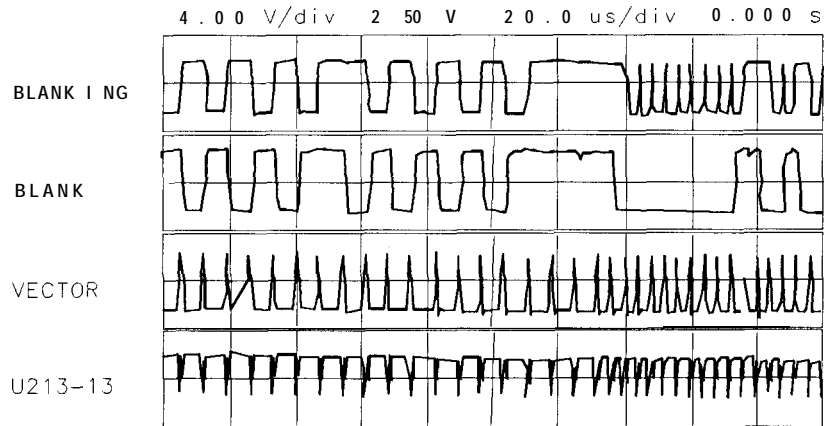 4.00 V/div 2 50 V 20.0 us/div 0.000 s
BLANK I NG
BLANK
VECTOR
U213-13